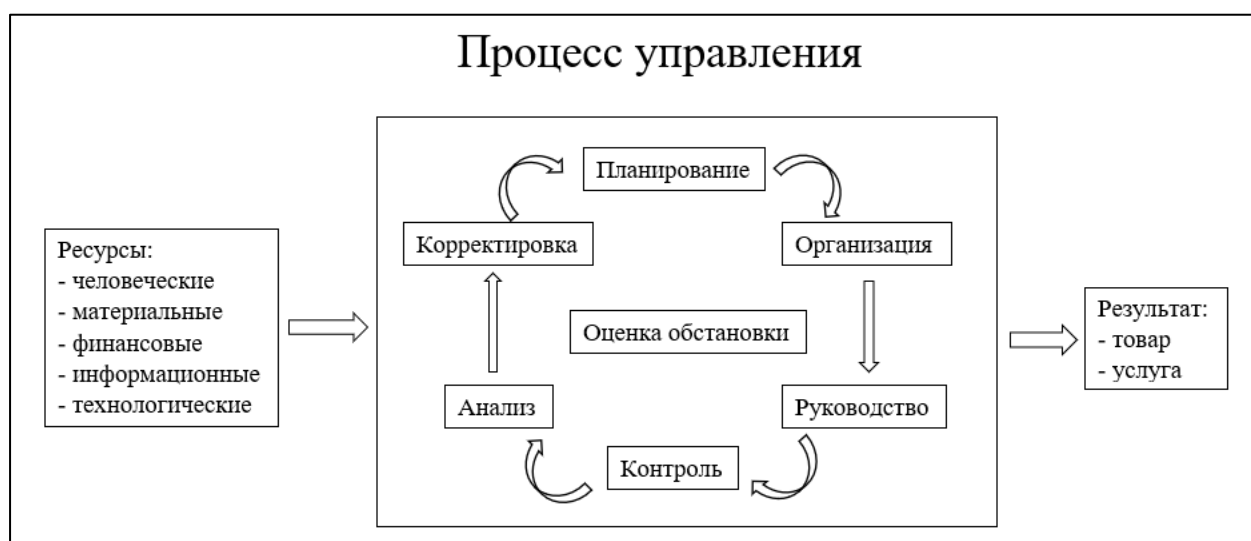 Процесс управления
Ресурсы:
- человеческие
- материальные
- финансовые
- информационные
- технологические
Планирование
Корректировка
Организация
Оценка обстановки
Анализ
Руководство
Контроль
Результат:
- товар
- услуга